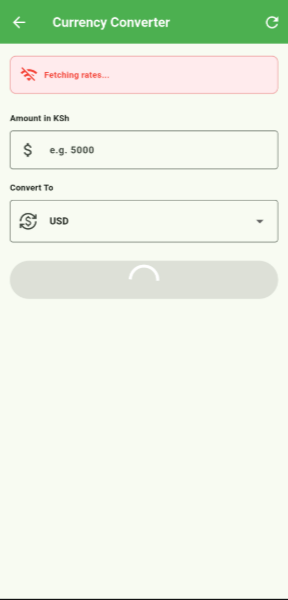 Currency Converter
Fetching rates...
Amount in KSh
$ e.g. 5000
Convert To
USD